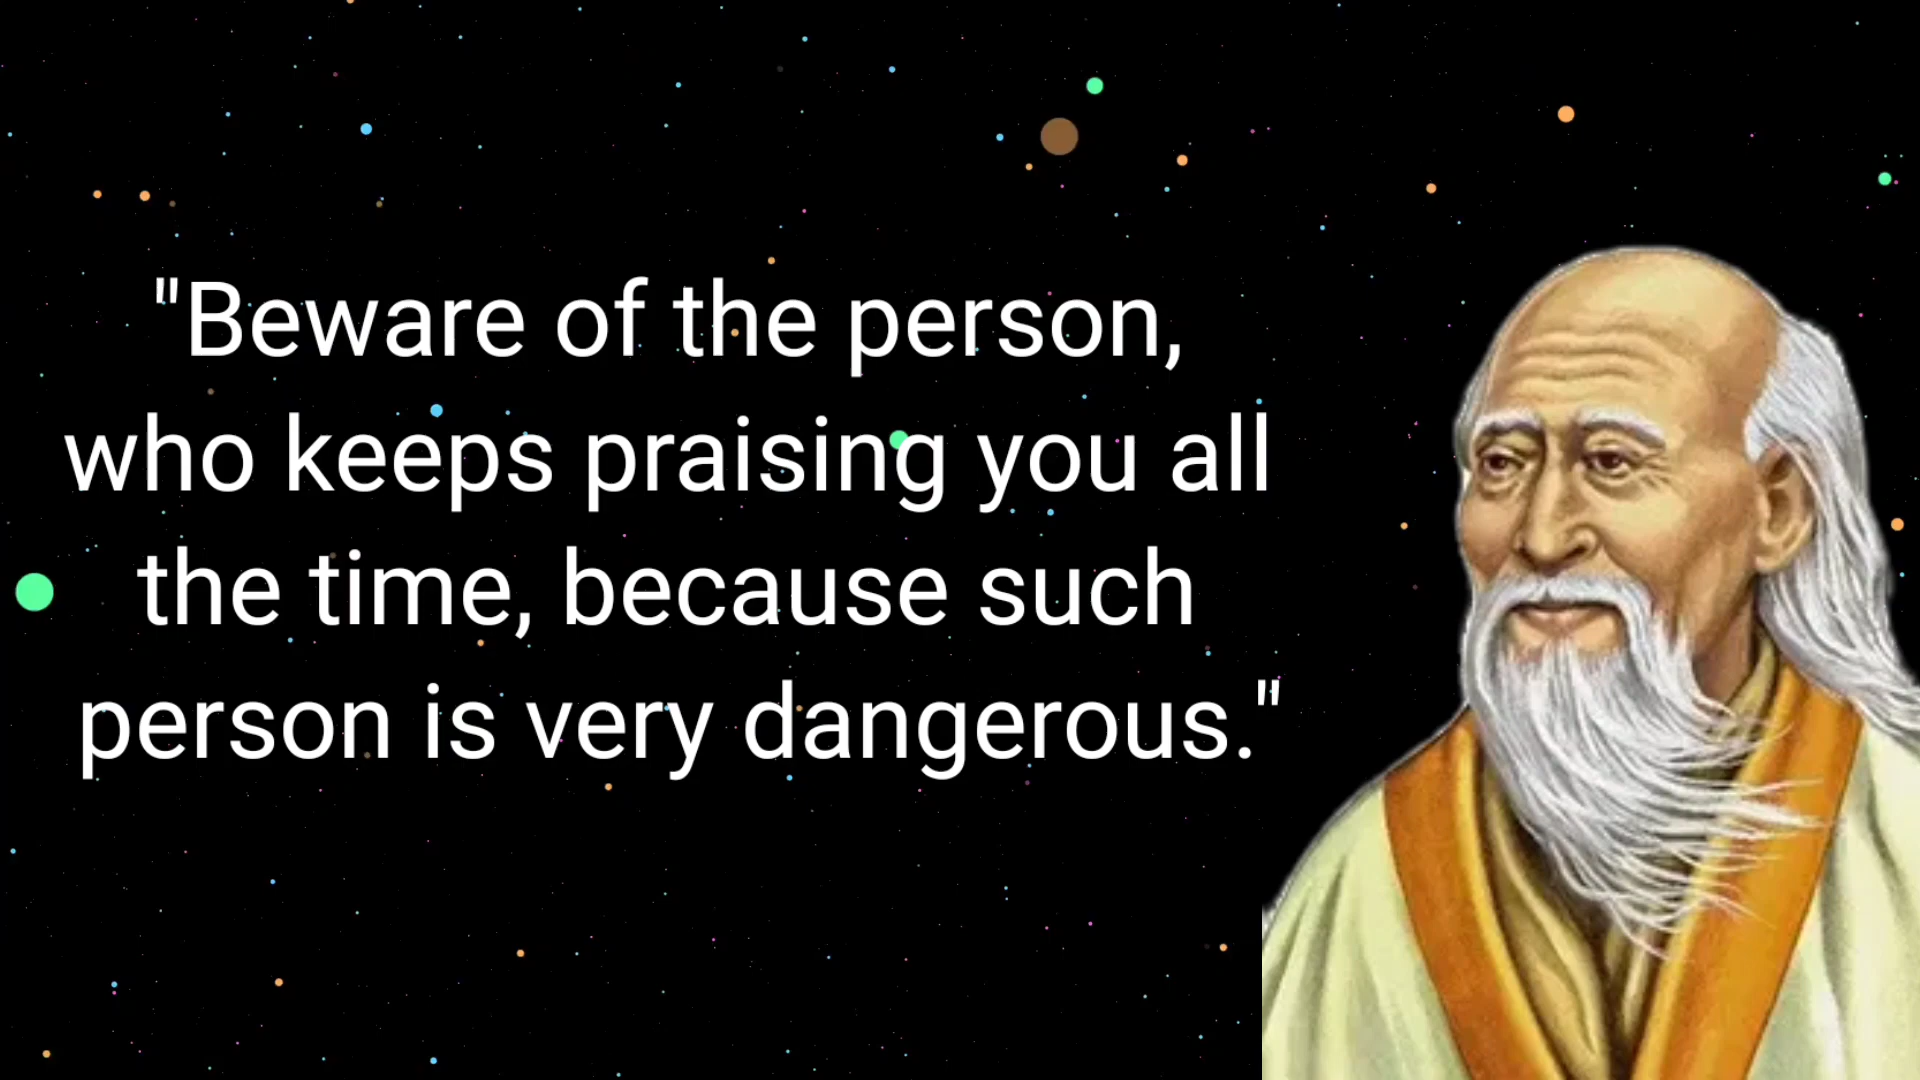 "Beware of the person,
who keeps praising you all
the time, because such
person is very dangerous."